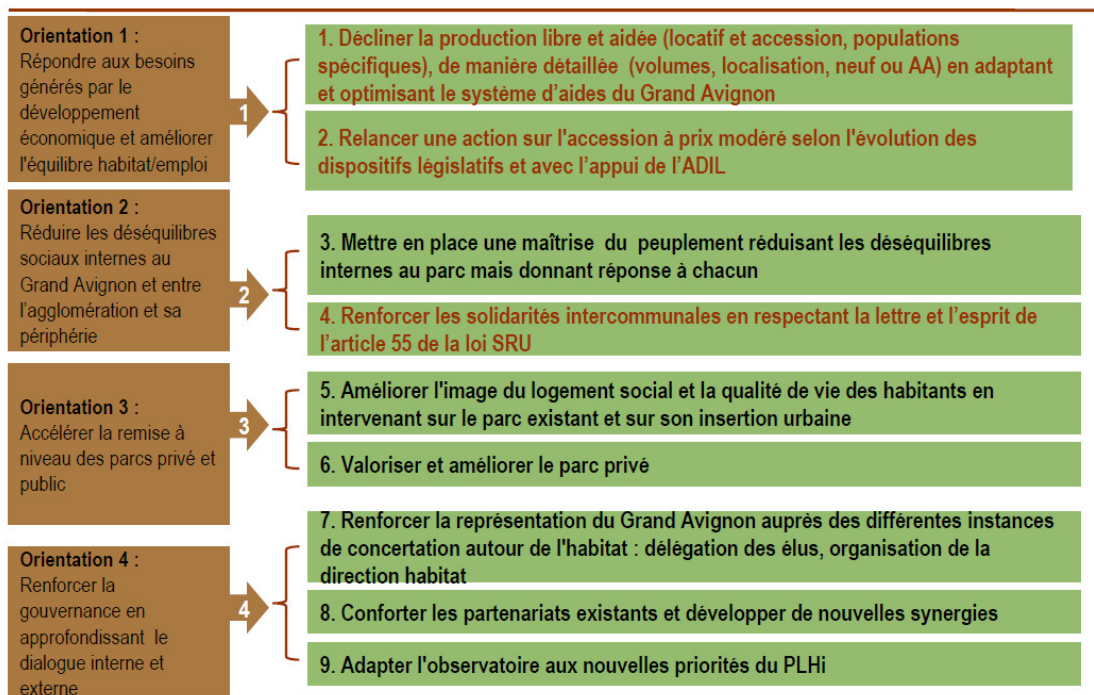 Orientation 1 :
Répondre aux besoins
générés par le
développement
économique et améliorer
l'équilibre habitat/emploi
1
1. Décliner la production libre et aidée (locatif et accession, populations
spécifiques), de manière détaillée (volumes, localisation, neuf ou AA) en adaptant
et optimisant le système d'aides du Grand Avignon
2. Relancer une action sur l'accession à prix modéré selon l'évolution des
dispositifs législatifs et avec l'appui de l'ADIL
Orientation 2 :
Réduire les déséquilibres
sociaux internes au
Grand Avignon et entre
l'agglomération et sa
périphérie
2
3. Mettre en place une maîtrise du peuplement réduisant les déséquilibres
internes au parc mais donnant réponse à chacun
4. Renforcer les solidarités intercommunales en respectant la lettre et l'esprit de
l'article 55 de la loi SRU
Orientation 3 :
Accélérer la remise à
niveau des parcs privé et
public
3
5. Améliorer l'image du logement social et la qualité de vie des habitants en
intervenant sur le parc existant et sur son insertion urbaine
6. Valoriser et améliorer le parc privé
Orientation 4 :
Renforcer la
gouvernance en
approfondissant le
dialogue interne et
externe
4
7. Renforcer la représentation du Grand Avignon auprès des différentes instances
de concertation autour de l'habitat : délégation des élus, organisation de la
direction habitat
8. Conforter les partenariats existants et développer de nouvelles synergies
9. Adapter l'observatoire aux nouvelles priorités du PLHi